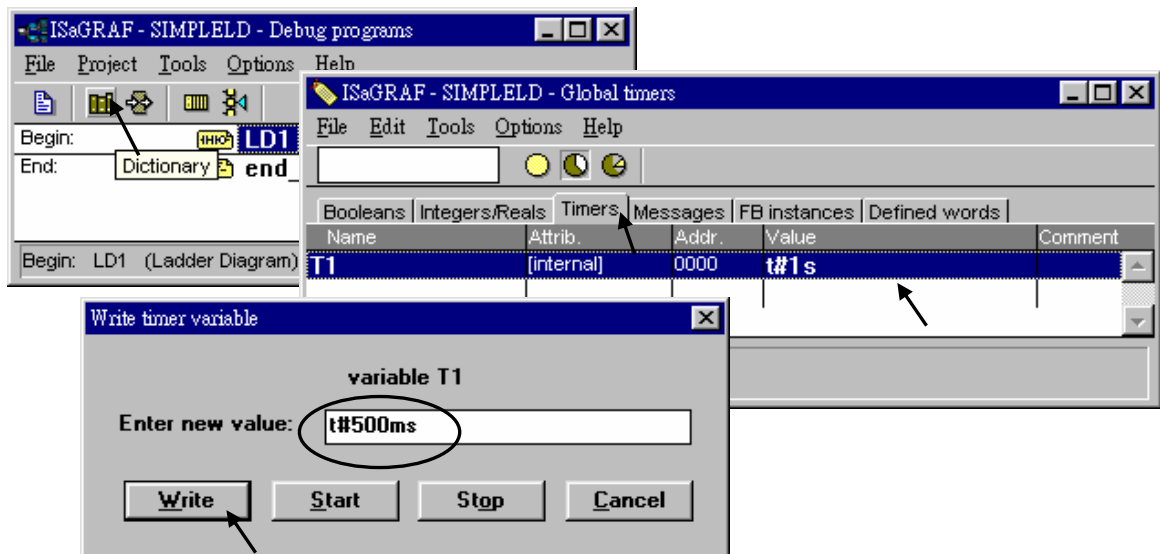 ISaGRAF - SIMPLELD - Debug programs
File Project Tools Options Help
Begin: LD1
End: end_
Dictionary
Begin: LD1 (Ladder Diagram)
ISaGRAF - SIMPLELD - Global timers
File Edit Tools Options Help
Booleans Integers/Reals Timers Messages FB instances Defined words
Name Attrib. Addr. Value Comment
T1 [internal] 0000 t#1s
Write timer variable
variable T1
Enter new value: t#500ms
Write Start Stop Cancel